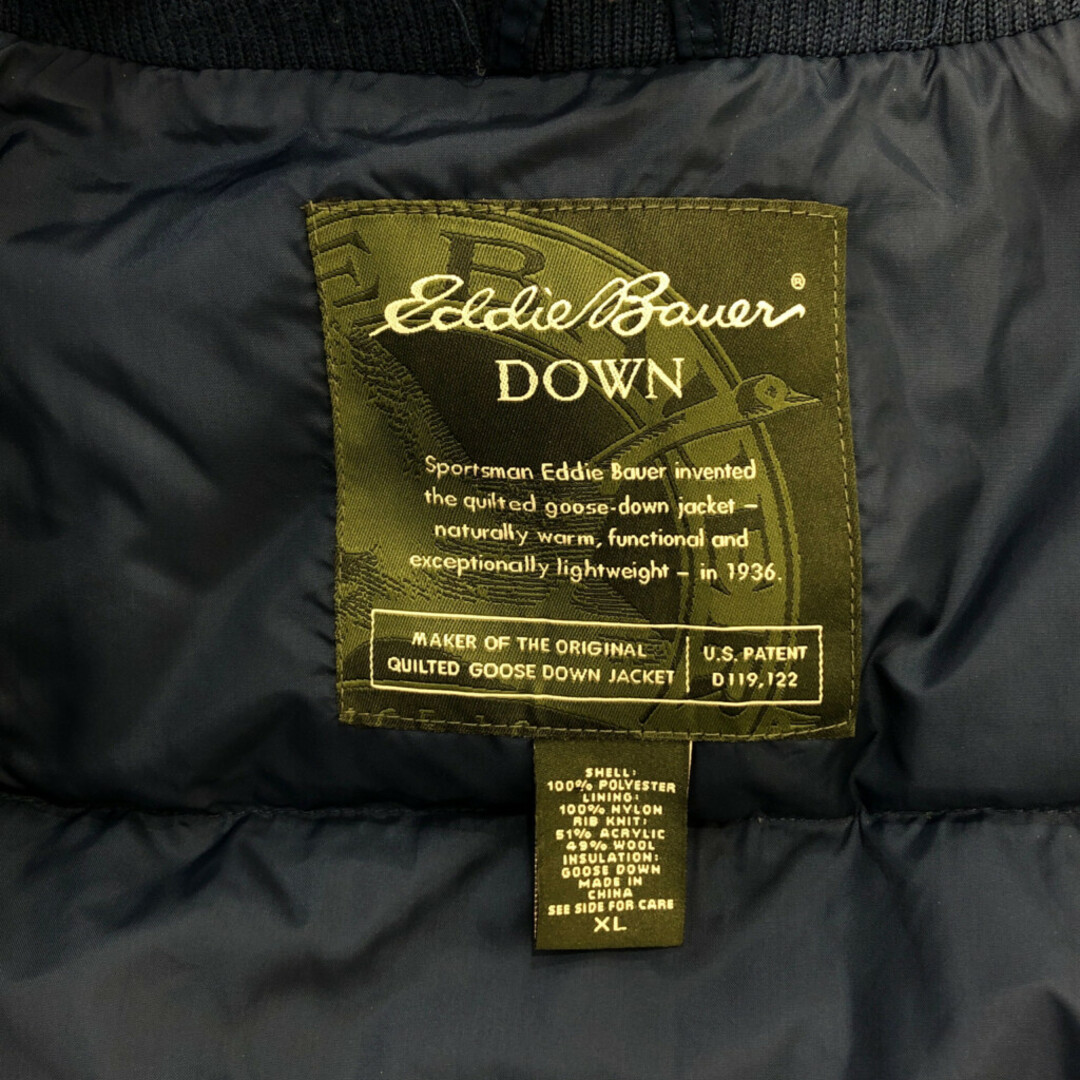 Eddie Bauer®
DOWN
Sportsman Eddie Bauer invented
the quilted goose-down jacket –
naturally warm, functional and
exceptionally lightweight – in 1936.
MAKER OF THE ORIGINAL
QUILTED GOOSE DOWN JACKET
U.S. PATENT
D119,122
SHELL:
100% POLYESTER
LINING:
100% NYLON
RIB KNIT:
51% ACRYLIC
49% WOOL
INSULATION:
GOOSE DOWN
MADE IN
CHINA
SEE SIDE FOR CARE
XL